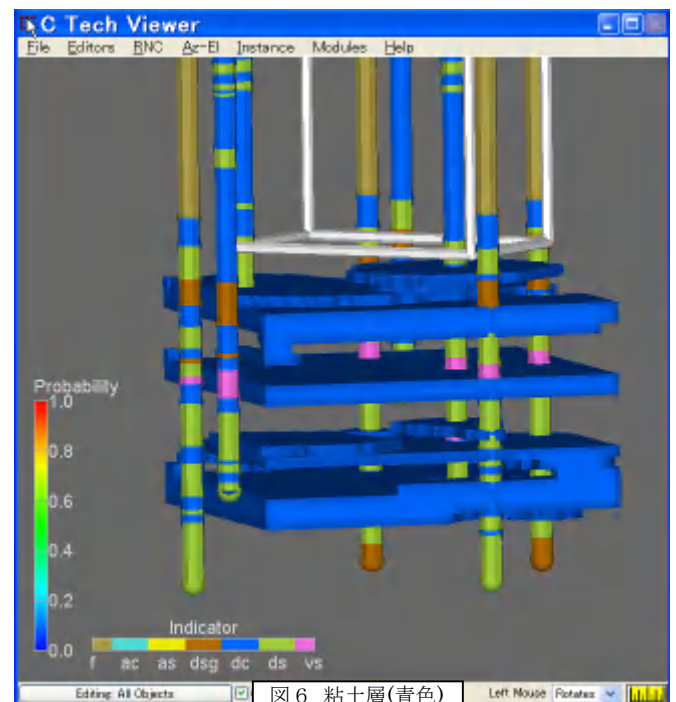 C Tech Viewer
File Editors RNC Az-El Instance Modules Help
Probability
1.0
0.8
0.6
0.4
0.2
0.0
Indicator
f ac as dsg dc ds vs
Editing: All Objects
図6 粘土層(青色)
Left Mouse Rotates